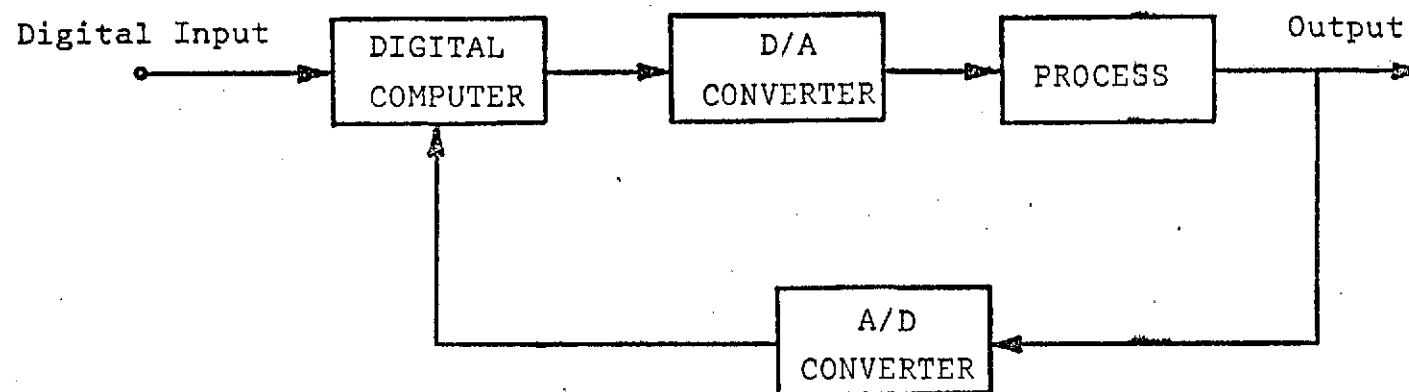 Digital Input
DIGITAL
COMPUTER
D/A
CONVERTER
PROCESS
Output
A/D
CONVERTER